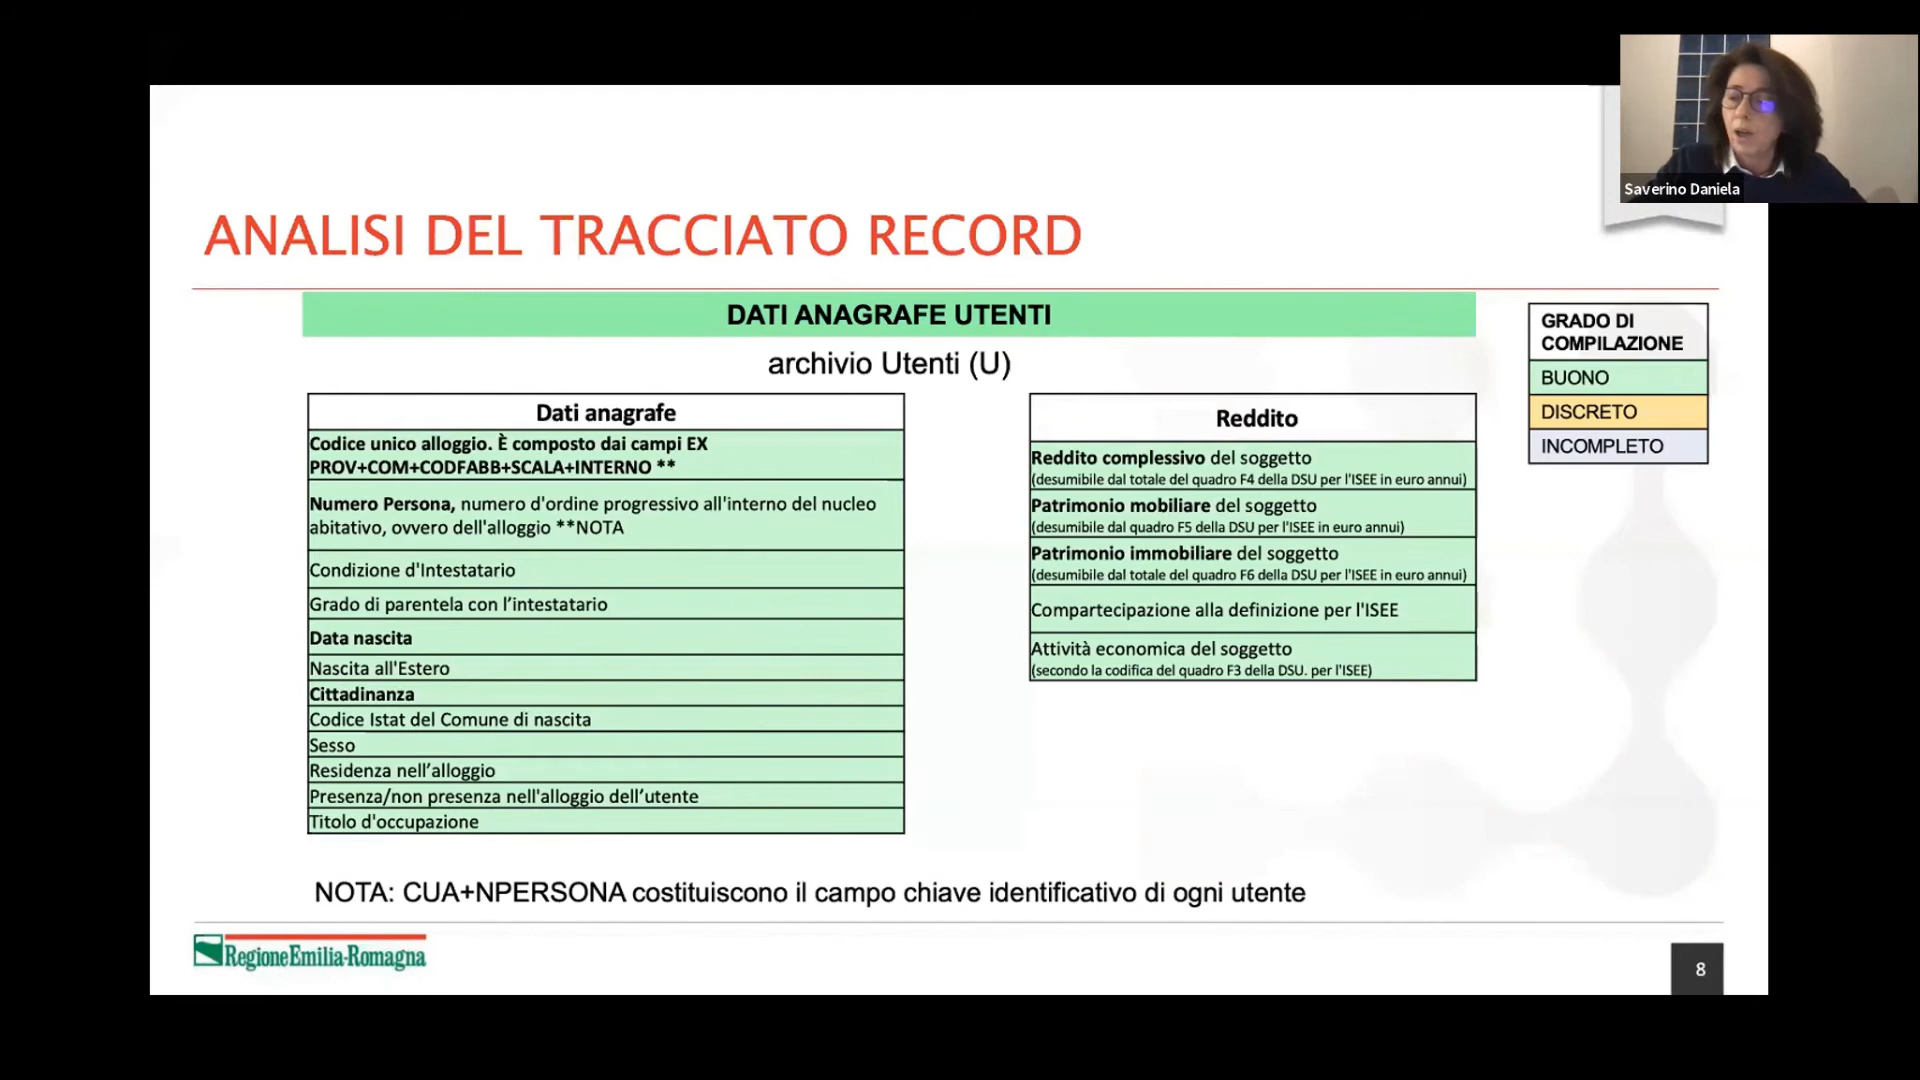 Saverino Daniela
ANALISI DEL TRACCIATO RECORD
DATI ANAGRAFE UTENTI
archivio Utenti (U)
Dati anagrafe
Codice unico alloggio. È composto dai campi EX
PROV+COM+CODFABB+SCALA+INTERNO **
Numero Persona, numero d'ordine progressivo all'interno del nucleo
abitativo, ovvero dell'alloggio **NOTA
Condizione d'Intestatario
Grado di parentela con l’intestatario
Data nascita
Nascita all'Estero
Cittadinanza
Codice Istat del Comune di nascita
Sesso
Residenza nell’alloggio
Presenza/non presenza nell'alloggio dell’utente
Titolo d'occupazione
Reddito
Reddito complessivo del soggetto
(desumibile dal totale del quadro F4 della DSU per l'ISEE in euro annui)
Patrimonio mobiliare del soggetto
(desumibile dal quadro F5 della DSU per l'ISEE in euro annui)
Patrimonio immobiliare del soggetto
(desumibile dal totale del quadro F6 della DSU per l'ISEE in euro annui)
Compartecipazione alla definizione per l'ISEE
Attività economica del soggetto
(secondo la codifica del quadro F3 della DSU. per l'ISEE)
GRADO DI
COMPILAZIONE
BUONO
DISCRETO
INCOMPLETO
NOTA: CUA+NPERSONA costituiscono il campo chiave identificativo di ogni utente
RegioneEmilia-Romagna
8